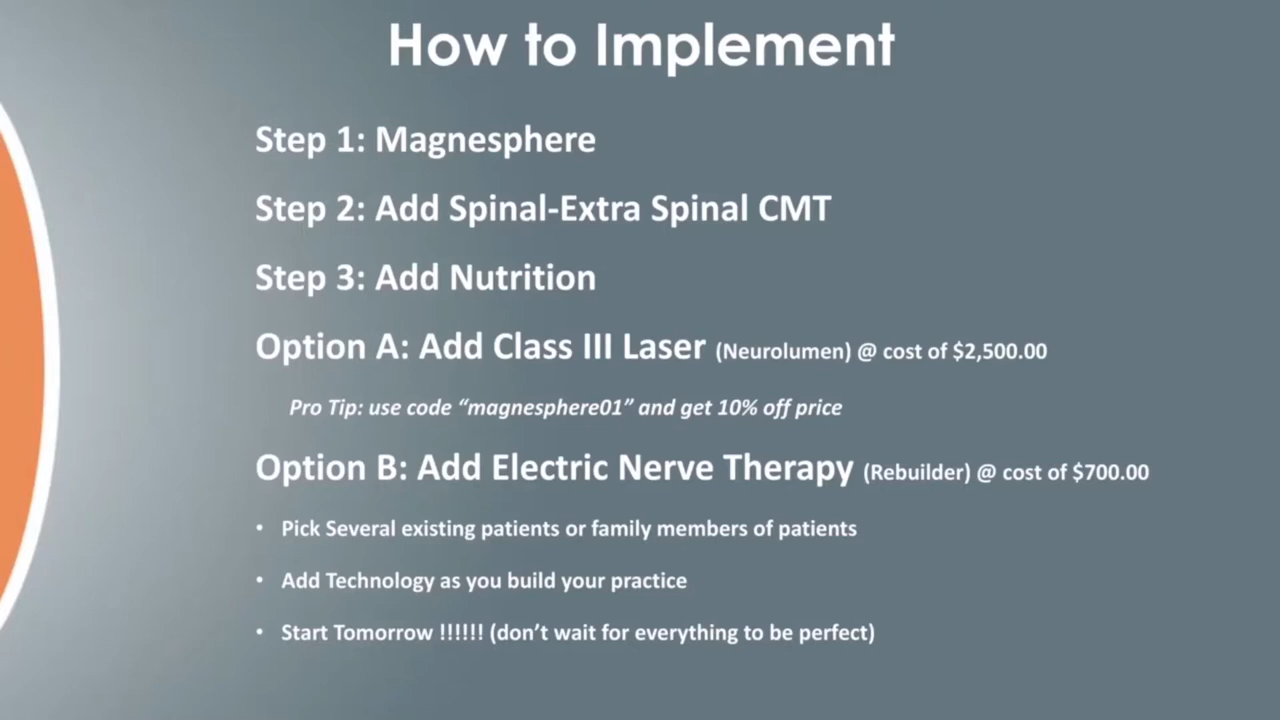 How to Implement
Step 1: Magnesphere
Step 2: Add Spinal-Extra Spinal CMT
Step 3: Add Nutrition
Option A: Add Class III Laser (Neurolumen) @ cost of $2,500.00
Pro Tip: use code “magnesphere01” and get 10% off price
Option B: Add Electric Nerve Therapy (Rebuilder) @ cost of $700.00
• Pick Several existing patients or family members of patients
• Add Technology as you build your practice
• Start Tomorrow !!!!!! (don’t wait for everything to be perfect)